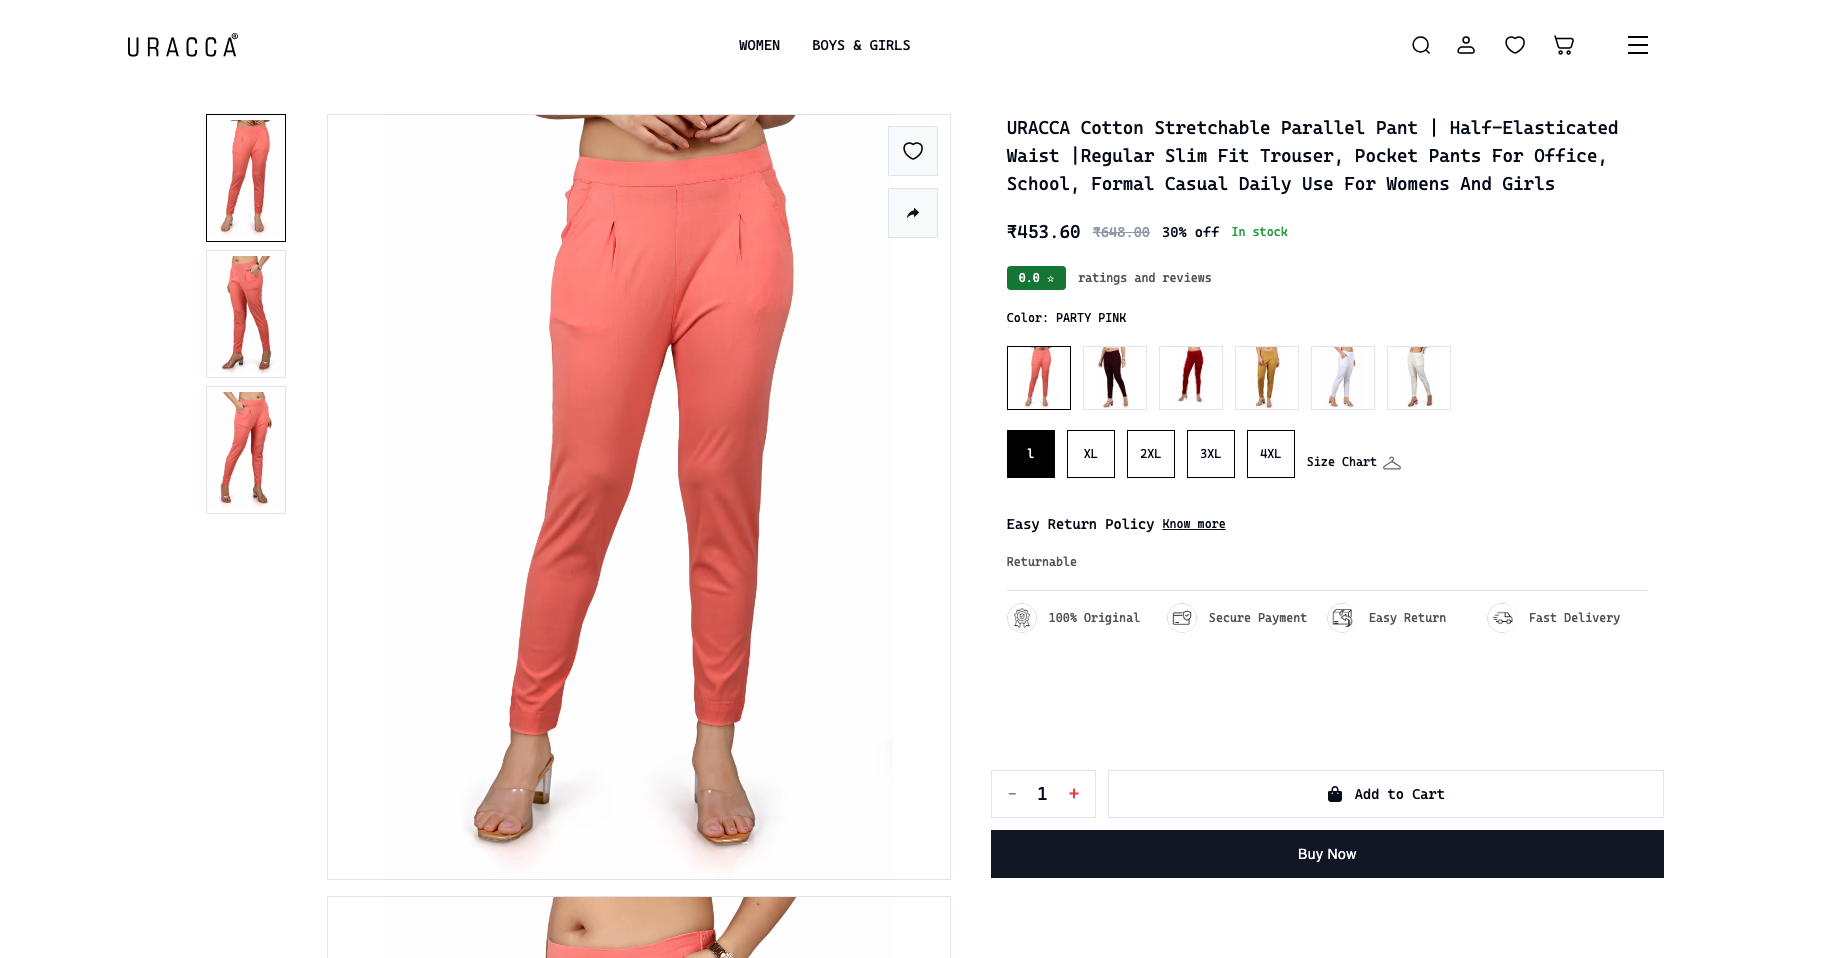 URACCA®
WOMEN BOYS & GIRLS
URACCA Cotton Stretchable Parallel Pant | Half-Elasticated
Waist |Regular Slim Fit Trouser, Pocket Pants For Office,
School, Formal Casual Daily Use For Womens And Girls
₹453.60 ₹648.00 30% off In stock
0.0 ☆ ratings and reviews
Color: PARTY PINK
l XL 2XL 3XL 4XL Size Chart
Easy Return Policy Know more
Returnable
100% Original Secure Payment Easy Return Fast Delivery
- 1 + Add to Cart
Buy Now